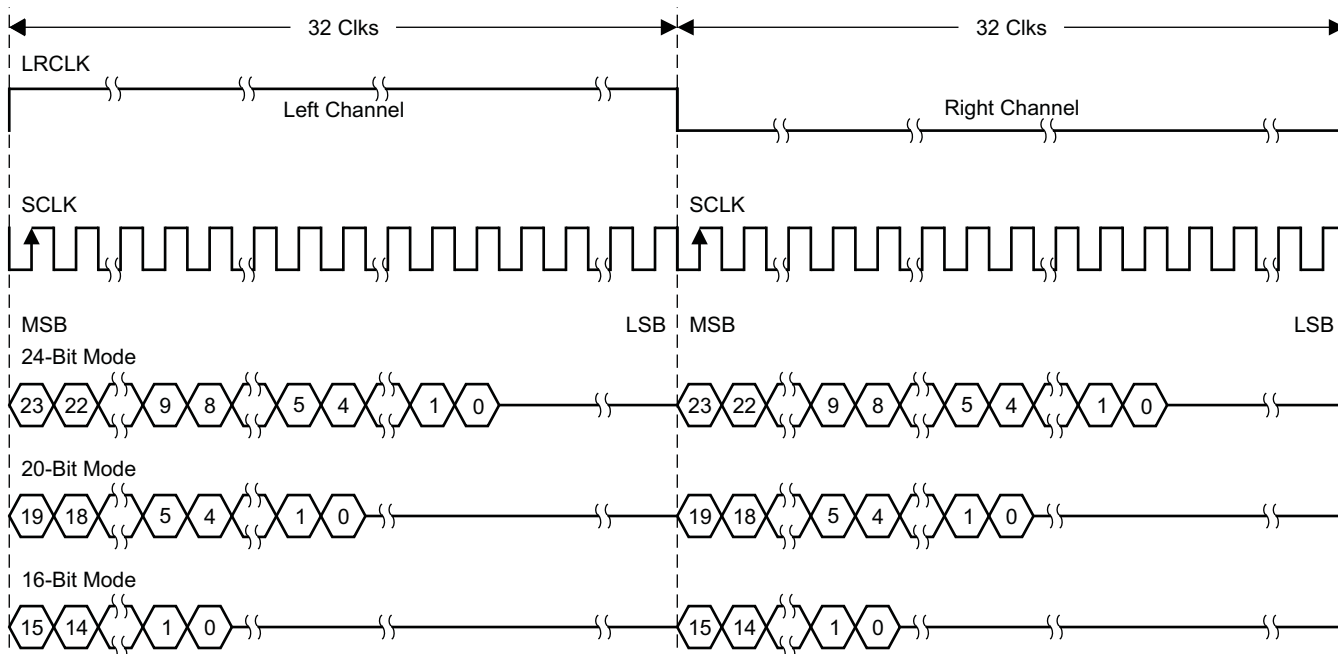 32 Clks 32 Clks
LRCLK
Left Channel Right Channel
SCLK SCLK
MSB LSB MSB LSB
24-Bit Mode
23 22 9 8 5 4 1 0 23 22 9 8 5 4 1 0
20-Bit Mode
19 18 5 4 1 0 19 18 5 4 1 0
16-Bit Mode
15 14 1 0 15 14 1 0